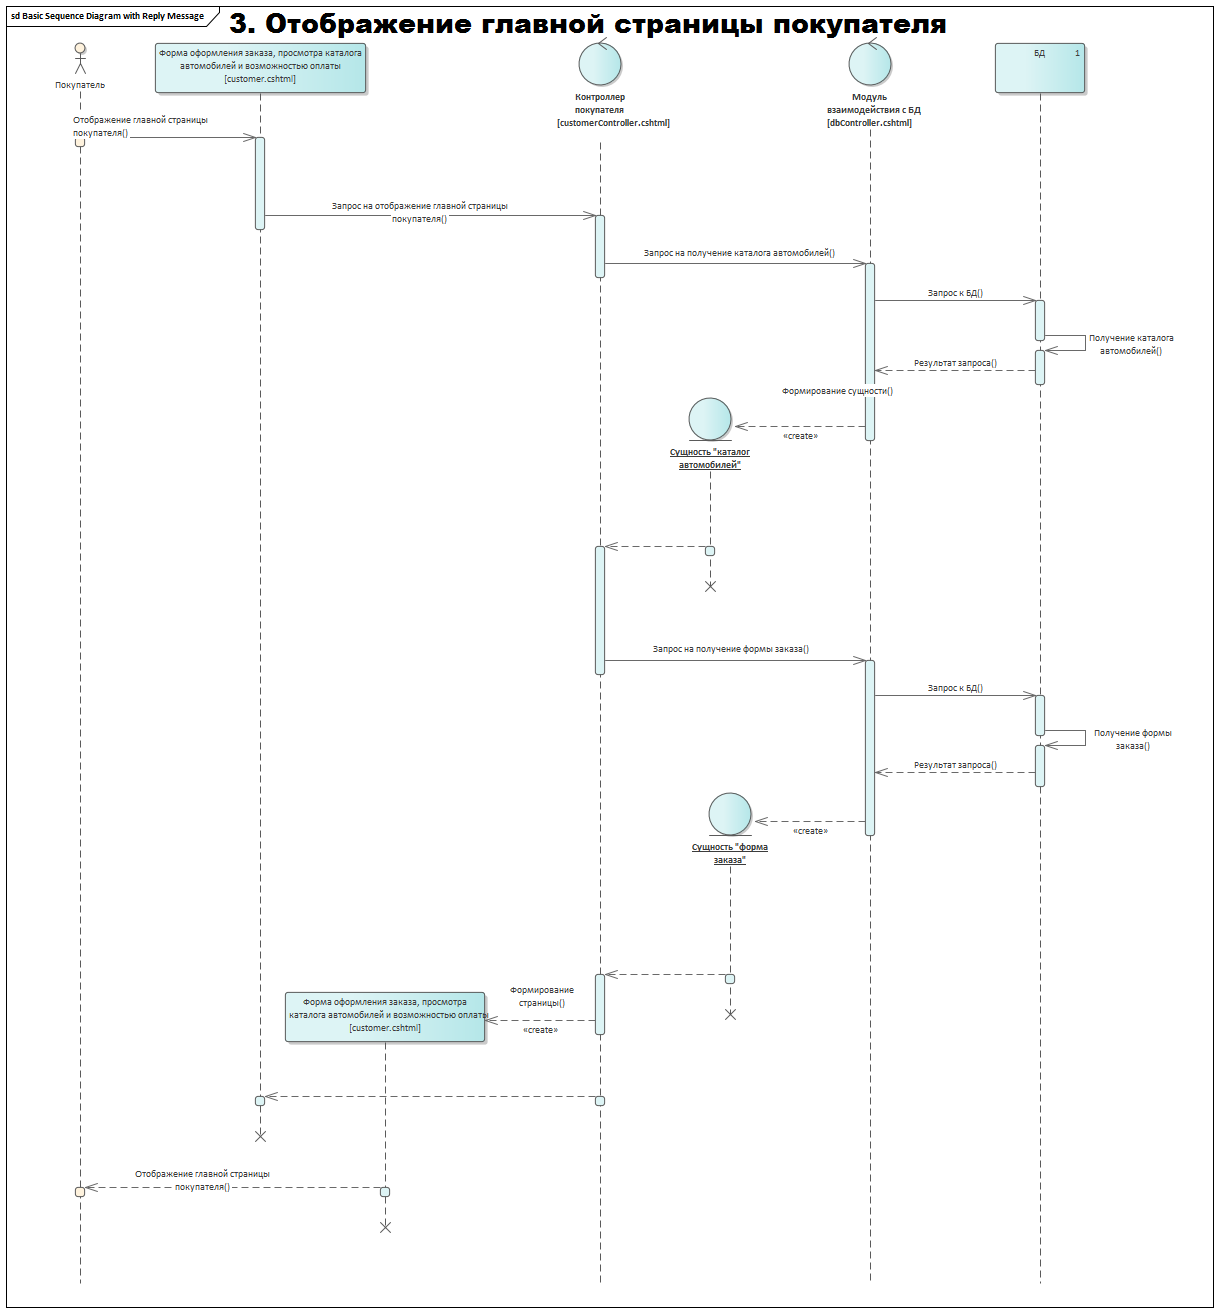 sd Basic Sequence Diagram with Reply Message
3. Отображение главной страницы покупателя
Покупатель
Форма оформления заказа, просмотра каталога
автомобилей и возможностью оплаты
[customer.cshtml]
Контроллер
покупателя
[customerController.cshtml]
Модуль
взаимодействия с БД
[dbController.cshtml]
БД 1
Отображение главной страницы
покупателя()
Запрос на отображение главной страницы
покупателя()
Запрос на получение каталога автомобилей()
Запрос к БД()
Получение каталога
автомобилей()
Результат запроса()
Формирование сущности()
«create»
Сущность "каталог
автомобилей"
Запрос на получение формы заказа()
Запрос к БД()
Получение формы
заказа()
Результат запроса()
«create»
Сущность "форма
заказа"
Формирование
страницы()
«create»
Форма оформления заказа, просмотра
каталога автомобилей и возможностью оплаты
[customer.cshtml]
Отображение главной страницы
покупателя()